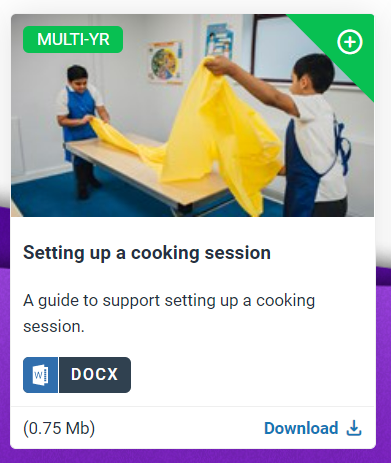 MULTI-YR
Setting up a cooking session
A guide to support setting up a cooking
session.
W
DOCX
(0.75 Mb)
Download